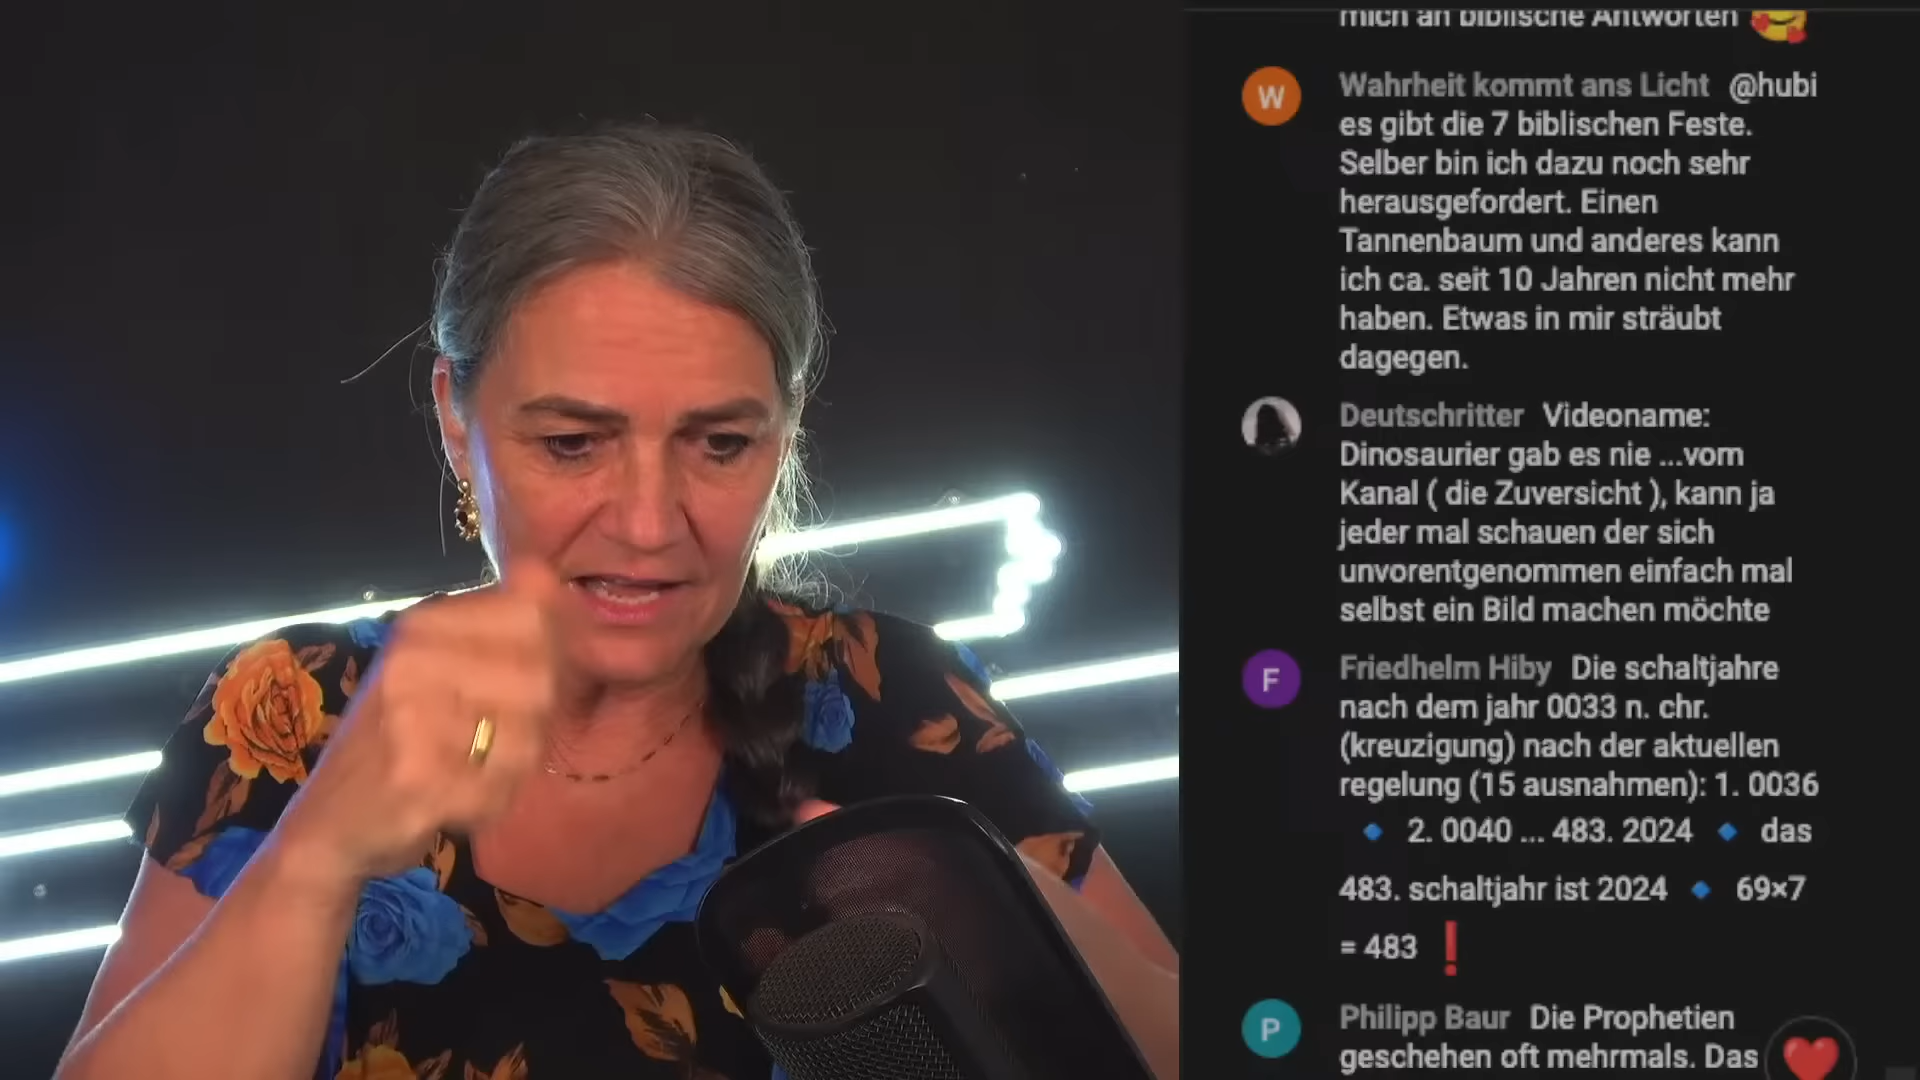 mich an biblische Antworten
W
Wahrheit kommt ans Licht @hubi
es gibt die 7 biblischen Feste.
Selber bin ich dazu noch sehr
herausgefordert. Einen
Tannenbaum und anderes kann
ich ca. seit 10 Jahren nicht mehr
haben. Etwas in mir sträubt
dagegen.
Deutschritter Videoname:
Dinosaurier gab es nie ...vom
Kanal ( die Zuversicht ), kann ja
jeder mal schauen der sich
unvorentgenommen einfach mal
selbst ein Bild machen möchte
F
Friedhelm Hiby Die schaltjahre
nach dem jahr 0033 n. chr.
(kreuzigung) nach der aktuellen
regelung (15 ausnahmen): 1. 0036
🔹 2. 0040 ... 483. 2024 🔹 das
483. schaltjahr ist 2024 🔹 69×7
= 483 ❗
P
Philipp Baur Die Prophetien
geschehen oft mehrmals. Das